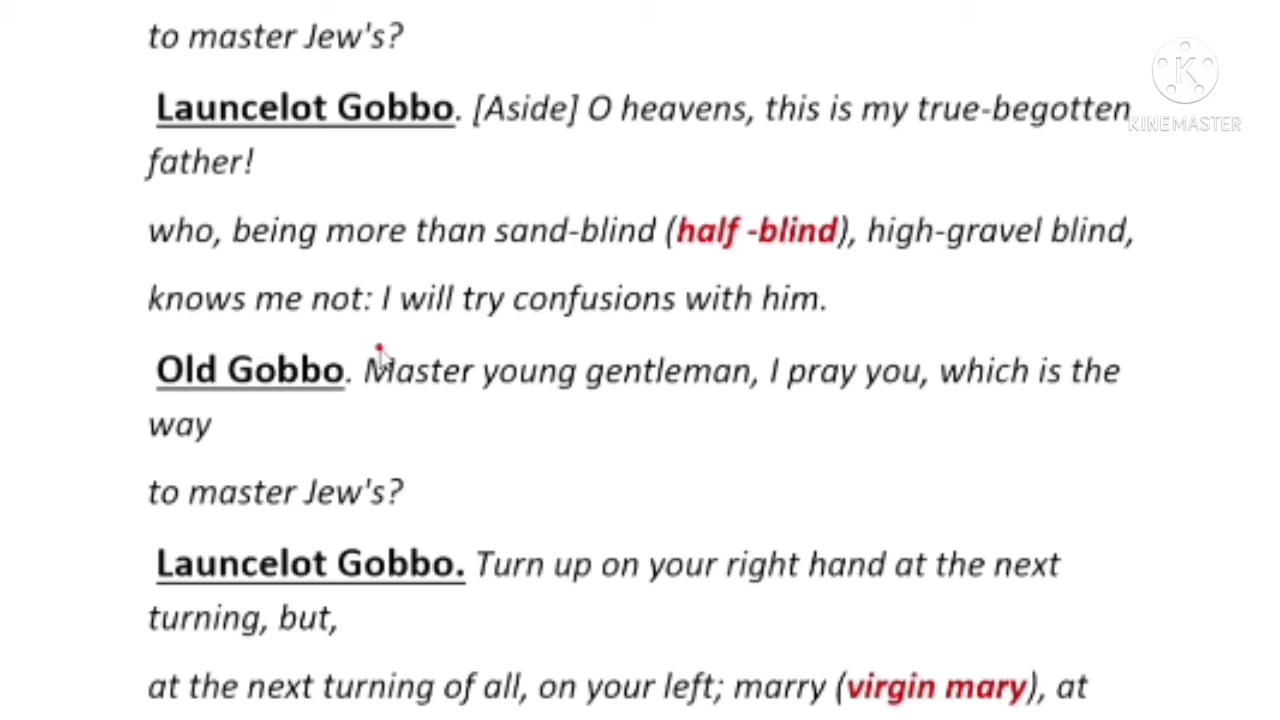 to master Jew's?
Launcelot Gobbo. [Aside] O heavens, this is my true-begotten
father!
who, being more than sand-blind (half -blind), high-gravel blind,
knows me not: I will try confusions with him.
Old Gobbo. Master young gentleman, I pray you, which is the
way
to master Jew's?
Launcelot Gobbo. Turn up on your right hand at the next
turning, but,
at the next turning of all, on your left; marry (virgin mary), at
K
KINEMASTER